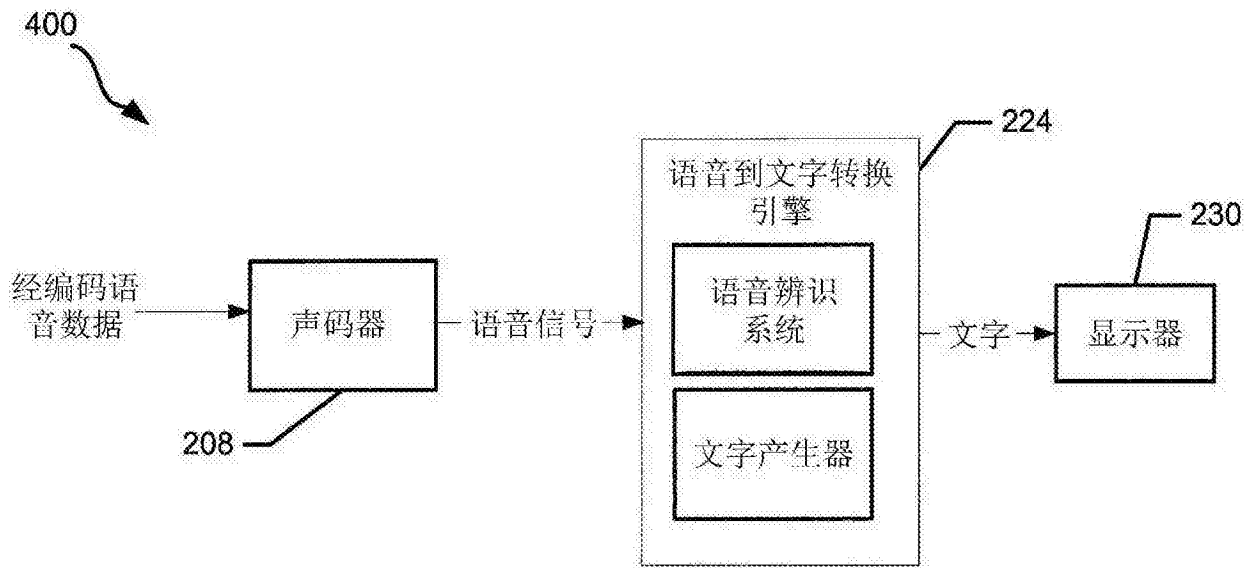 400
224
语音到文字转换
引擎
230
经编码语
音数据
声码器
语音信号
语音辨识
系统
文字
显示器
208
文字产生器